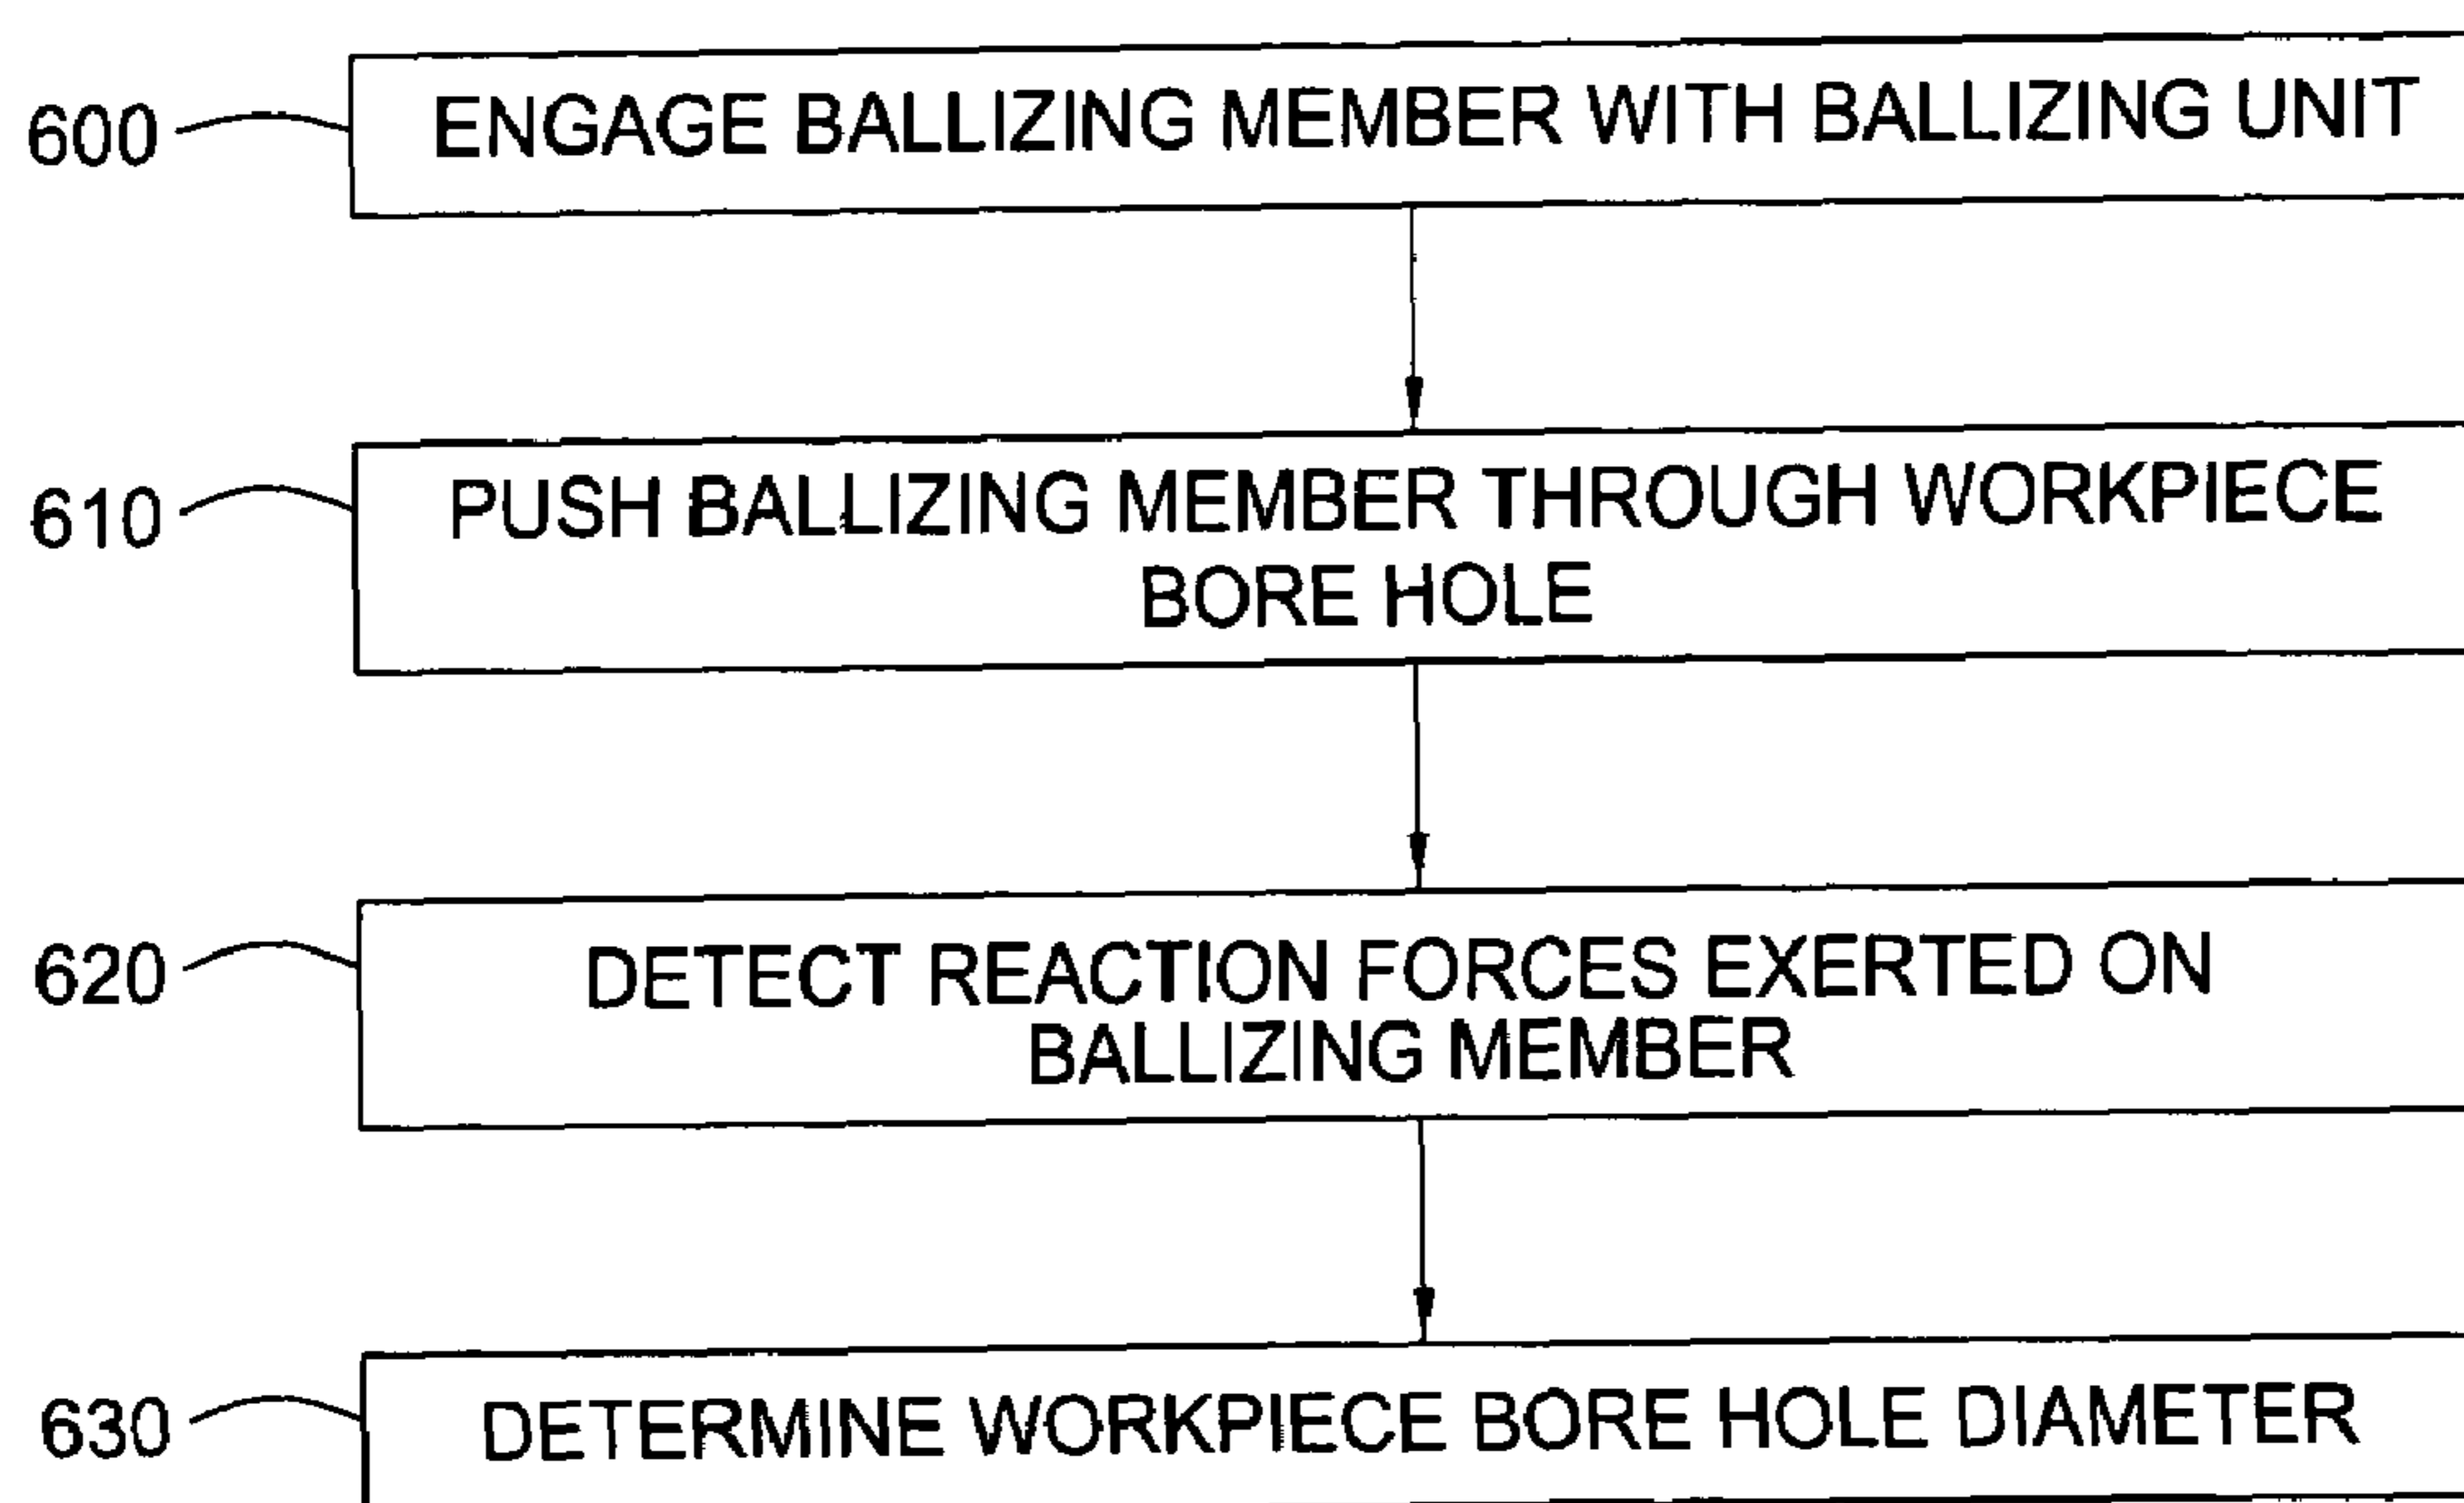 600
ENGAGE BALLIZING MEMBER WITH BALLIZING UNIT
610
PUSH BALLIZING MEMBER THROUGH WORKPIECE
BORE HOLE
620
DETECT REACTION FORCES EXERTED ON
BALLIZING MEMBER
630
DETERMINE WORKPIECE BORE HOLE DIAMETER